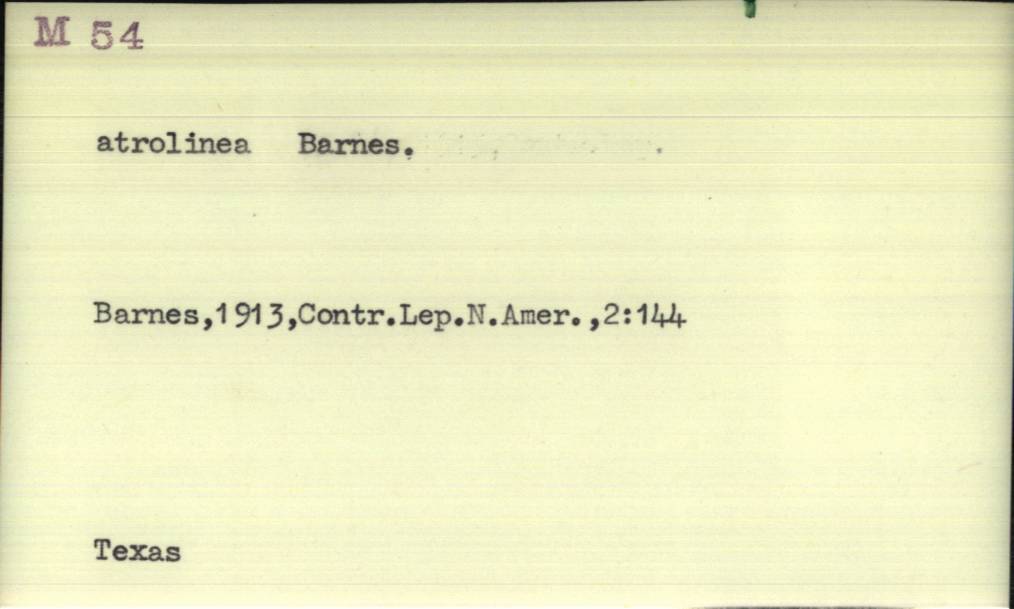 M 54
atrolinea Barnes.
Barnes,1913,Contr.Lep.N.Amer.,2:144
Texas